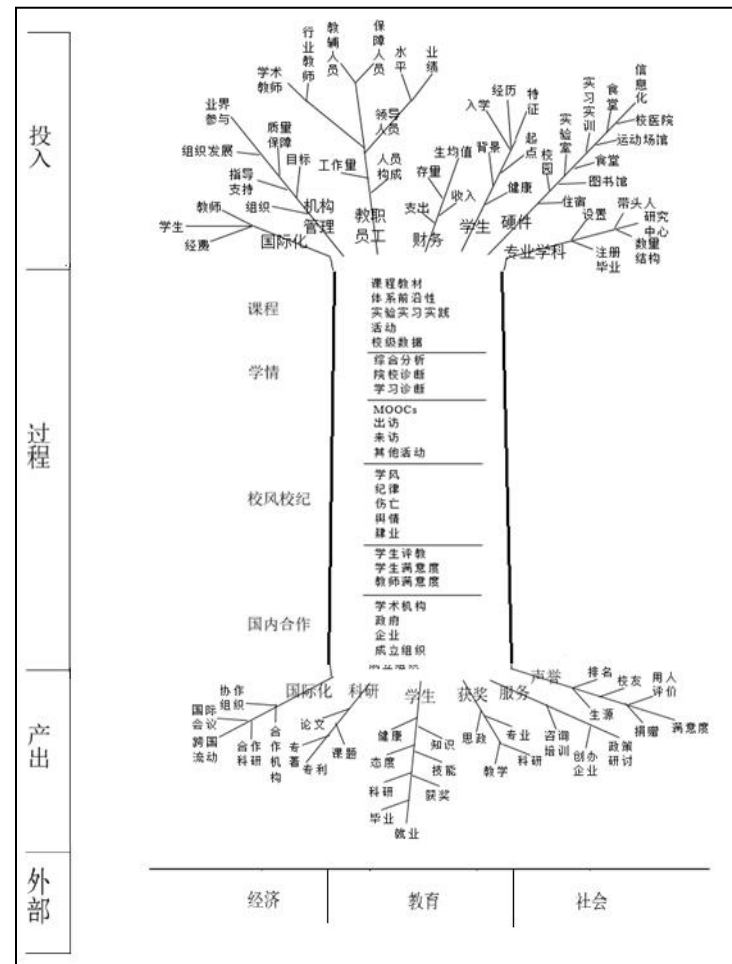 投入
过程
产出
外部
国际化
教师
学生
经费
机构
管理
业界
参与
组织发展
质量
保障
指导
支持
目标
组织
教职
员工
学术
教师
行业教师
教辅人员
保障人员
水平
业绩
领导
人员
工作量
人员
构成
财务
生均值
存量
收入
支出
学生
入学
经历
特征
背景
起点
健康
硬件
信息化
食堂
实习实训
校医院
运动场馆
实验室
食堂
校园
图书馆
住宿
专业学科
设置
带头人
研究
中心
数量
结构
注册
毕业
课程
学情
校风校纪
国内合作
课程教材
体系前沿性
实验实习实践
活动
校级数据
综合分析
院校诊断
学习诊断
MOOCs
出访
来访
其他活动
学风
纪律
伤亡
舆情
肄业
学生评教
学生满意度
教师满意度
学术机构
政府
企业
成立组织
国际化
协作
组织
国际
会议
跨国
流动
合作
科研
合作机构
科研
论文
专著
专利
课题
学生
健康
知识
态度
技能
科研
获奖
毕业
就业
获奖
思政
专业
教学
科研
服务
咨询
培训
创办
企业
政策
研讨
声誉
排名
校友
用人
评价
生源
捐赠
满意度
经济
教育
社会